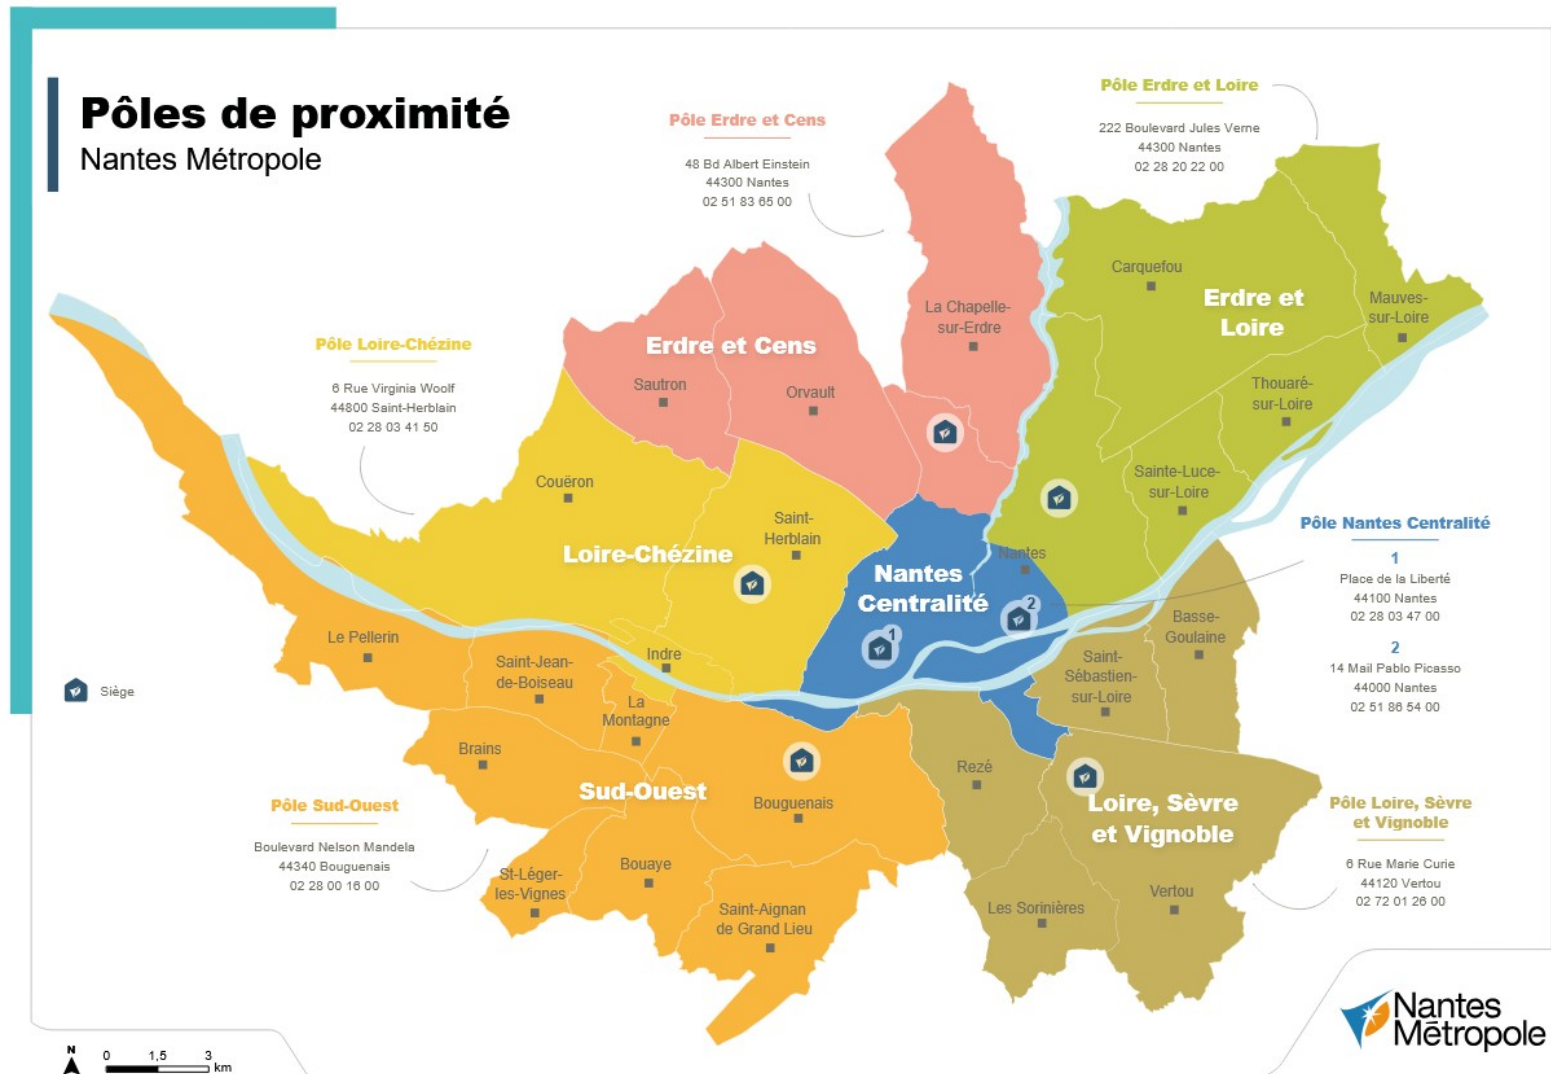 Pôles de proximité
Nantes Métropole
Pôle Erdre et Cens
48 Bd Albert Einstein
44300 Nantes
02 51 83 65 00
Pôle Erdre et Loire
222 Boulevard Jules Verne
44300 Nantes
02 28 20 22 00
Pôle Loire-Chézine
6 Rue Virginia Woolf
44800 Saint-Herblain
02 28 03 41 50
Erdre et Cens
Sautron
Orvault
La Chapelle-
sur-Erdre
Carquefou
Erdre et
Loire
Mauves-
sur-Loire
Thouaré-
sur-Loire
Sainte-Luce-
sur-Loire
Couëron
Loire-Chézine
Saint-
Herblain
Indre
Nantes
Nantes
Centralité
1
2
Pôle Nantes Centralité
1
Place de la Liberté
44100 Nantes
02 28 03 47 00
2
14 Mail Pablo Picasso
44000 Nantes
02 51 86 54 00
Basse-
Goulaine
Saint-
Sébastien-
sur-Loire
Le Pellerin
Saint-Jean-
de-Boiseau
La
Montagne
Brains
Sud-Ouest
Bouguenais
Bouaye
St-Léger-
les-Vignes
Saint-Aignan
de Grand Lieu
Rezé
Loire, Sèvre
et Vignoble
Les Sorinières
Vertou
Siège
Pôle Sud-Ouest
Boulevard Nelson Mandela
44340 Bouguenais
02 28 00 16 00
Pôle Loire, Sèvre
et Vignoble
6 Rue Marie Curie
44120 Vertou
02 72 01 26 00
N
0 1,5 3
km
Nantes
Métropole